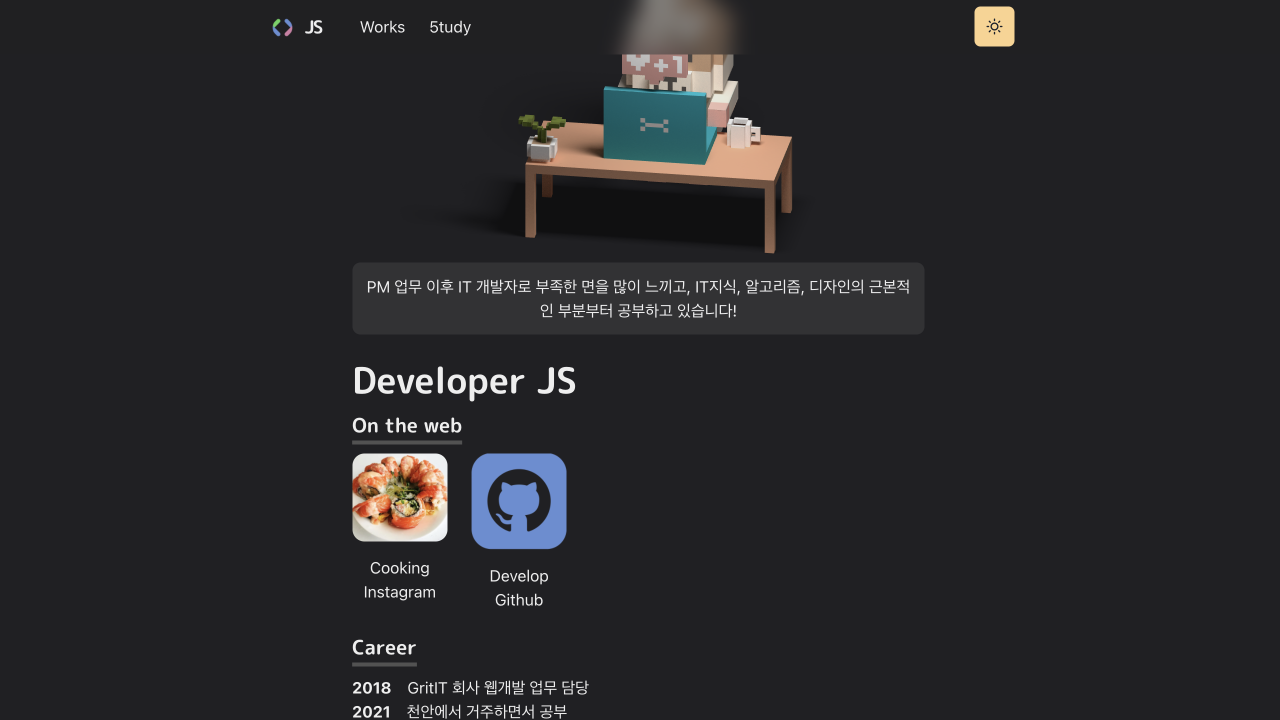 JS
Works
5tudy
+1
PM 업무 이후 IT 개발자로 부족한 면을 많이 느끼고, IT지식, 알고리즘, 디자인의 근본적
인 부분부터 공부하고 있습니다!
Developer JS
On the web
Cooking
Instagram
Develop
Github
Career
2018 GritIT 회사 웹개발 업무 담당
2021 천안에서 거주하면서 공부